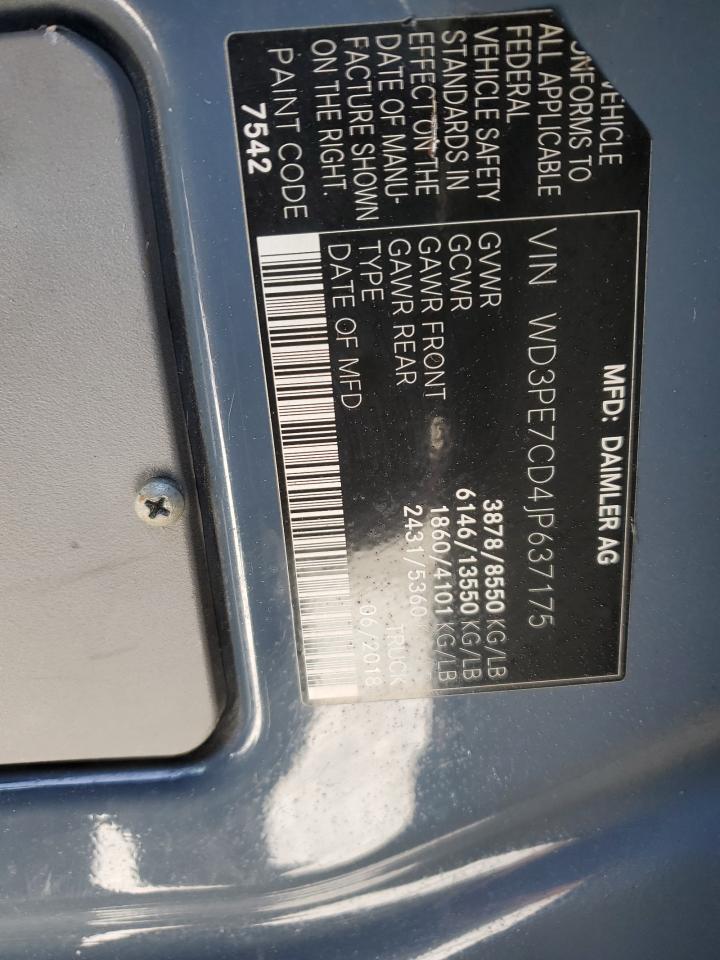 MFD: DAIMLER AG
VIN WD3PE7CD4JP637175
GVWR 3878/8550 KG/LB
GCWR 6146/13550 KG/LB
GAWR FRONT 1860/4101 KG/LB
GAWR REAR 2431/5360
TYPE TRUCK
DATE OF MFD 06/2018
VEHICLE
ONFORMS TO
ALL APPLICABLE
FEDERAL
VEHICLE SAFETY
STANDARDS IN
EFFECT ON THE
DATE OF MANU-
FACTURE SHOWN
ON THE RIGHT.
PAINT CODE
7542